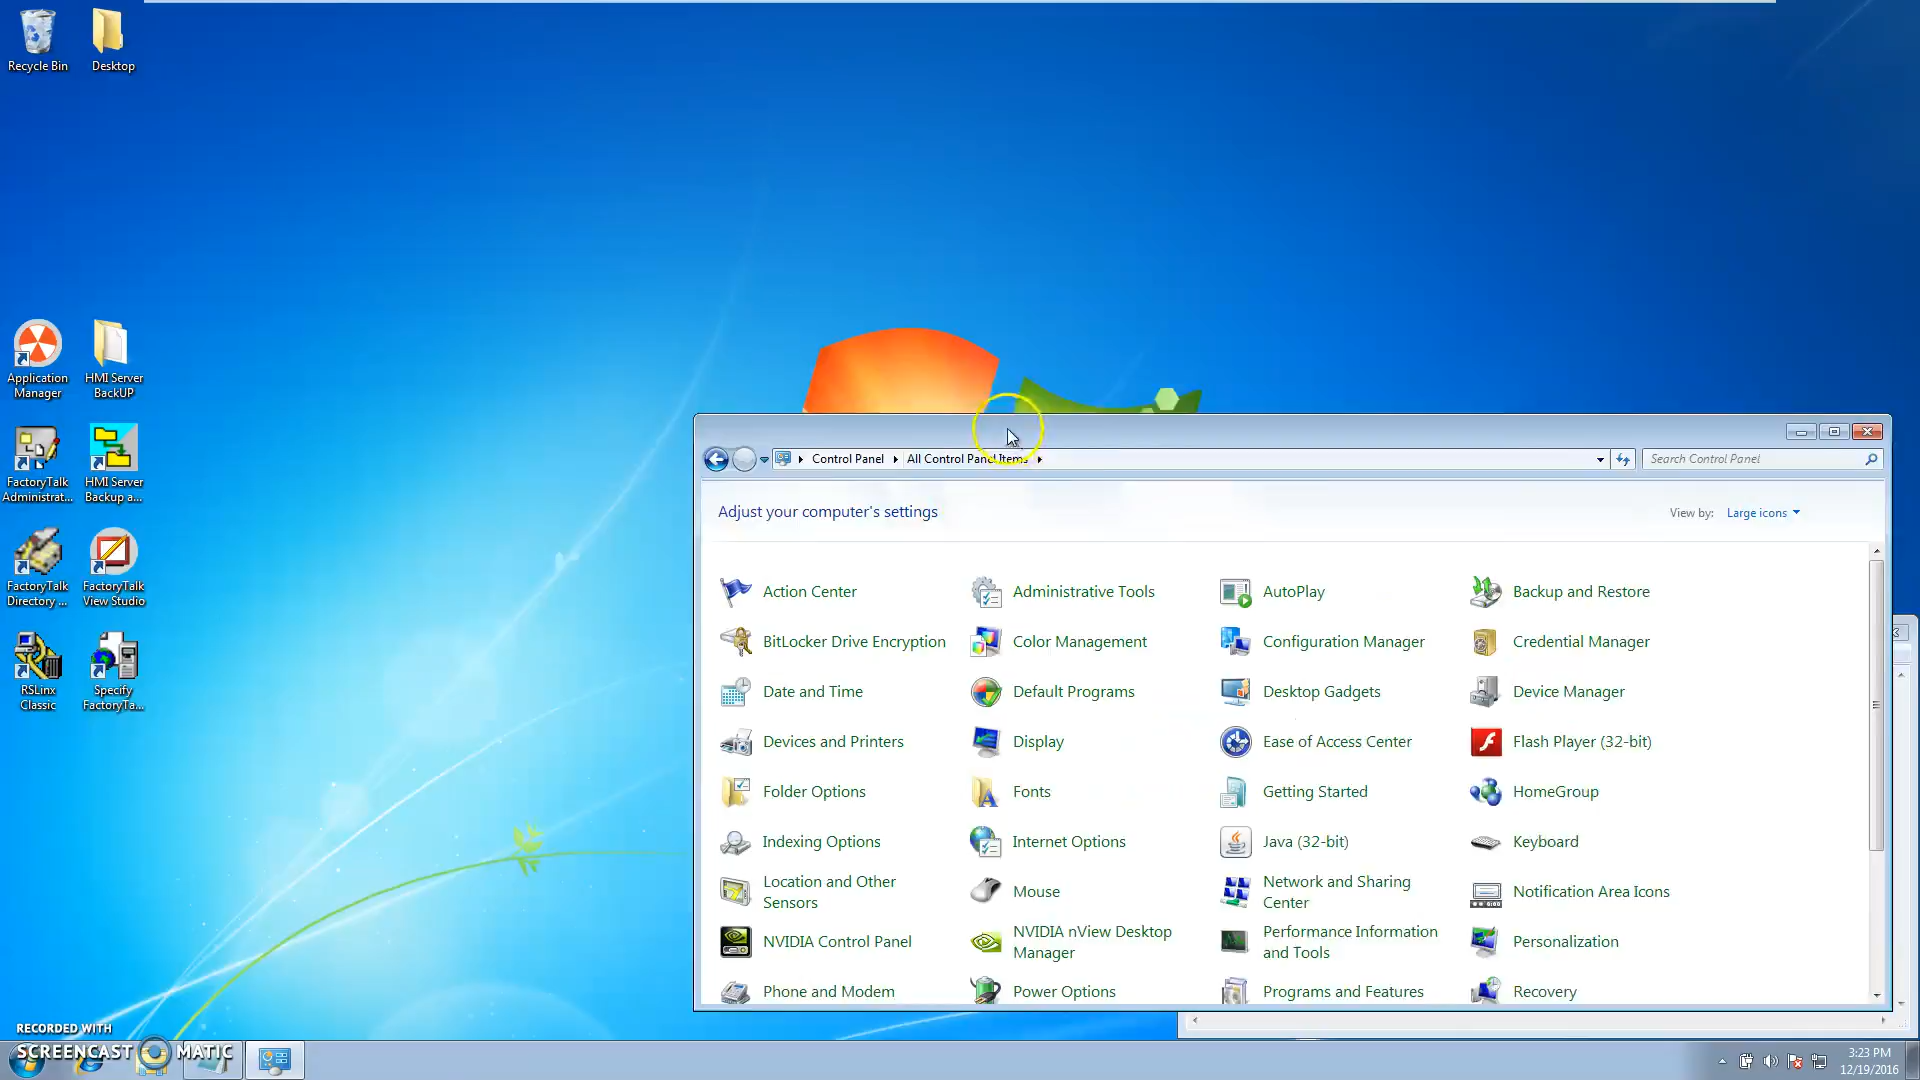 Recycle Bin
Desktop
Application
Manager
HMI Server
BackUP
FactoryTalk
Administrat...
HMI Server
Backup a...
FactoryTalk
Directory ...
FactoryTalk
View Studio
RSLinx
Classic
Specify
FactoryTa...
Control Panel
All Control Panel Items
Search Control Panel
Adjust your computer's settings
View by: Large icons
Action Center
Administrative Tools
AutoPlay
Backup and Restore
BitLocker Drive Encryption
Color Management
Configuration Manager
Credential Manager
Date and Time
Default Programs
Desktop Gadgets
Device Manager
Devices and Printers
Display
Ease of Access Center
Flash Player (32-bit)
Folder Options
Fonts
Getting Started
HomeGroup
Indexing Options
Internet Options
Java (32-bit)
Keyboard
Location and Other
Sensors
Mouse
Network and Sharing
Center
Notification Area Icons
NVIDIA Control Panel
NVIDIA nView Desktop
Manager
Performance Information
and Tools
Personalization
Phone and Modem
Power Options
Programs and Features
Recovery
RECORDED WITH
SCREENCAST MATIC
3:23 PM
12/19/2016